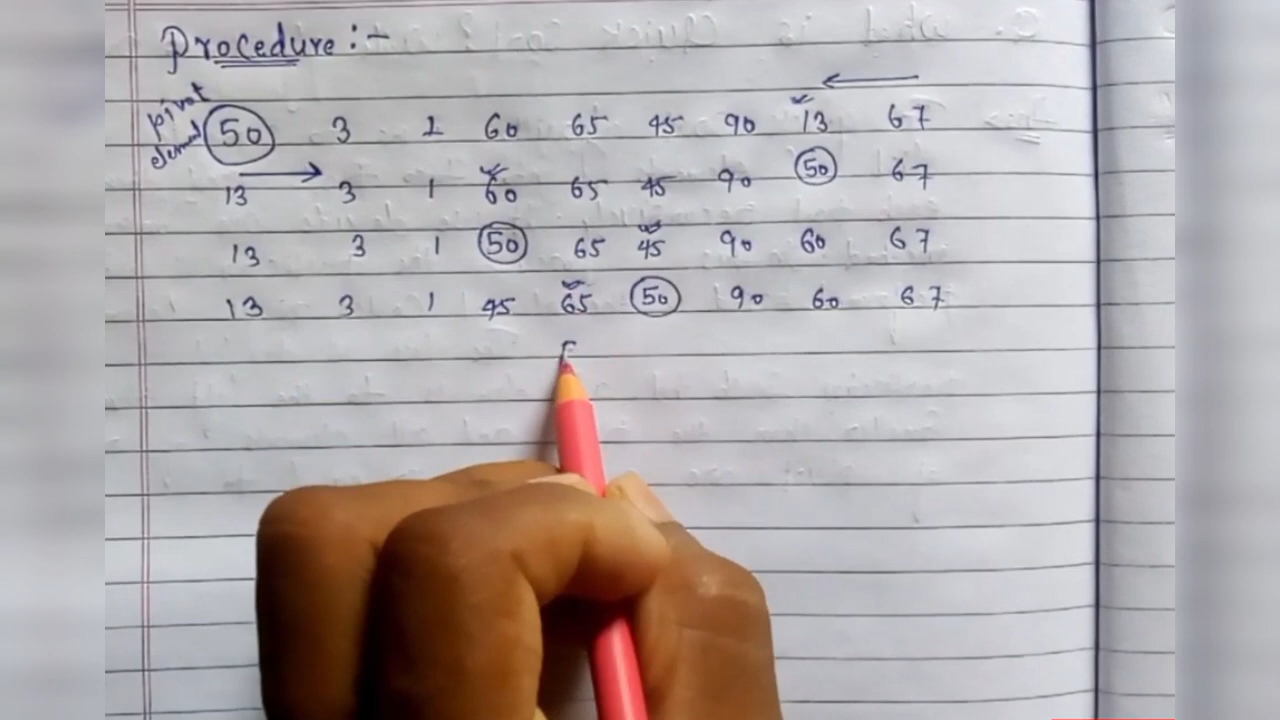 Procedure :-
pivot
element
50 3 1 60 65 45 90 13 67
13 3 1 60 65 45 90 50 67
13 3 1 50 65 45 90 60 67
13 3 1 45 65 50 90 60 67